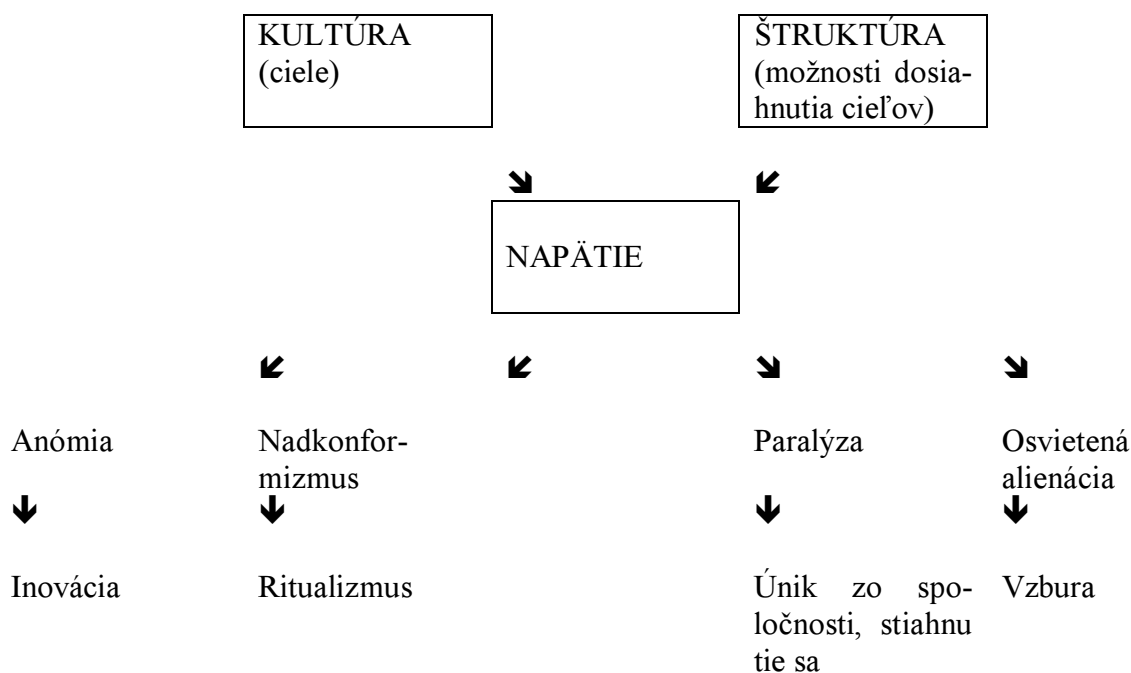 KULTÚRA
(ciele)
ŠTRUKTÚRA
(možnosti dosia-
hnutia cieľov)
NAPÄTIE
Anómia
Nadkonfor-
mizmus
Paralýza
Osvietená
alienácia
Inovácia
Ritualizmus
Únik zo spo-
ločnosti, stiahnu
tie sa
Vzbura